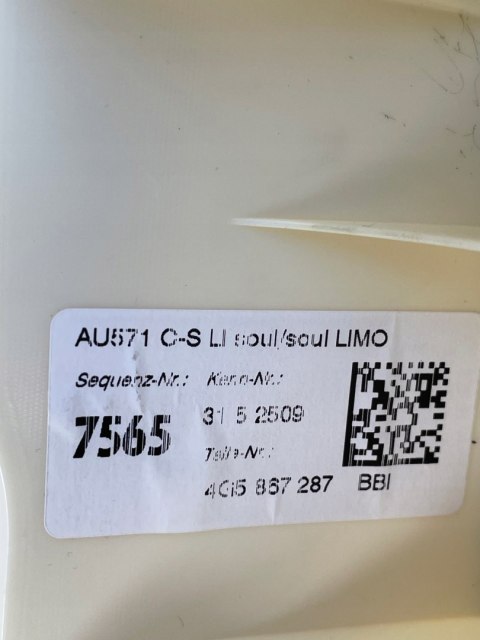 AU571 C-S LI soul/soul LIMO
Sequenz-Nr.: Kenn-Nr.:
7565 31 5 2509
Teile-Nr.:
4G5 867 287 BBI